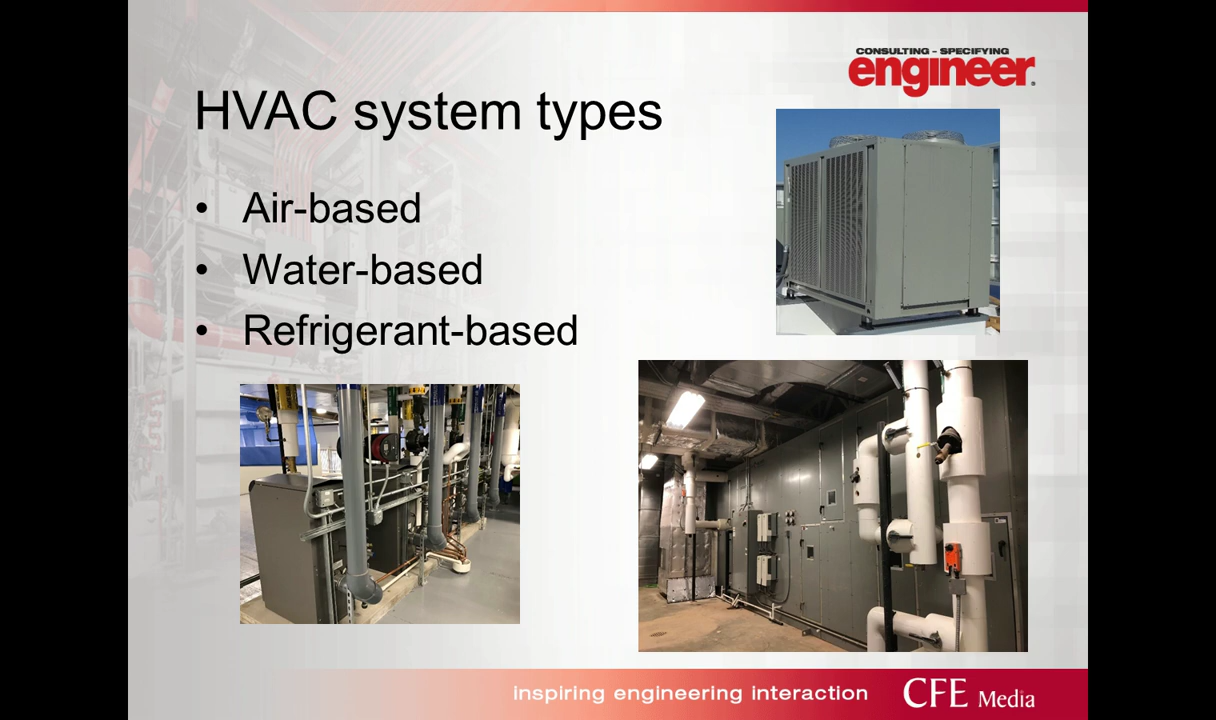 CONSULTING - SPECIFYING
engineer
HVAC system types
• Air-based
• Water-based
• Refrigerant-based
inspiring engineering interaction
CFE Media